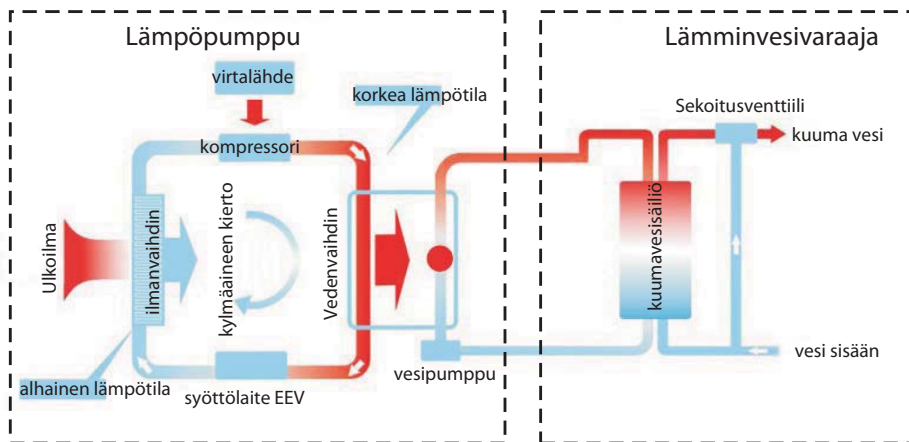 Lämpöpumppu
Lämminvesivaraaja
virtalähde
korkea lämpötila
Sekoitusventtiili
kompressori
kuuma vesi
Ulkoilma
ilmanvaihdin
kylmäaineen kierto
Vedenvaihdin
kuumavesisäiliö
vesipumppu
vesi sisään
alhainen lämpötila
syöttölaite EEV